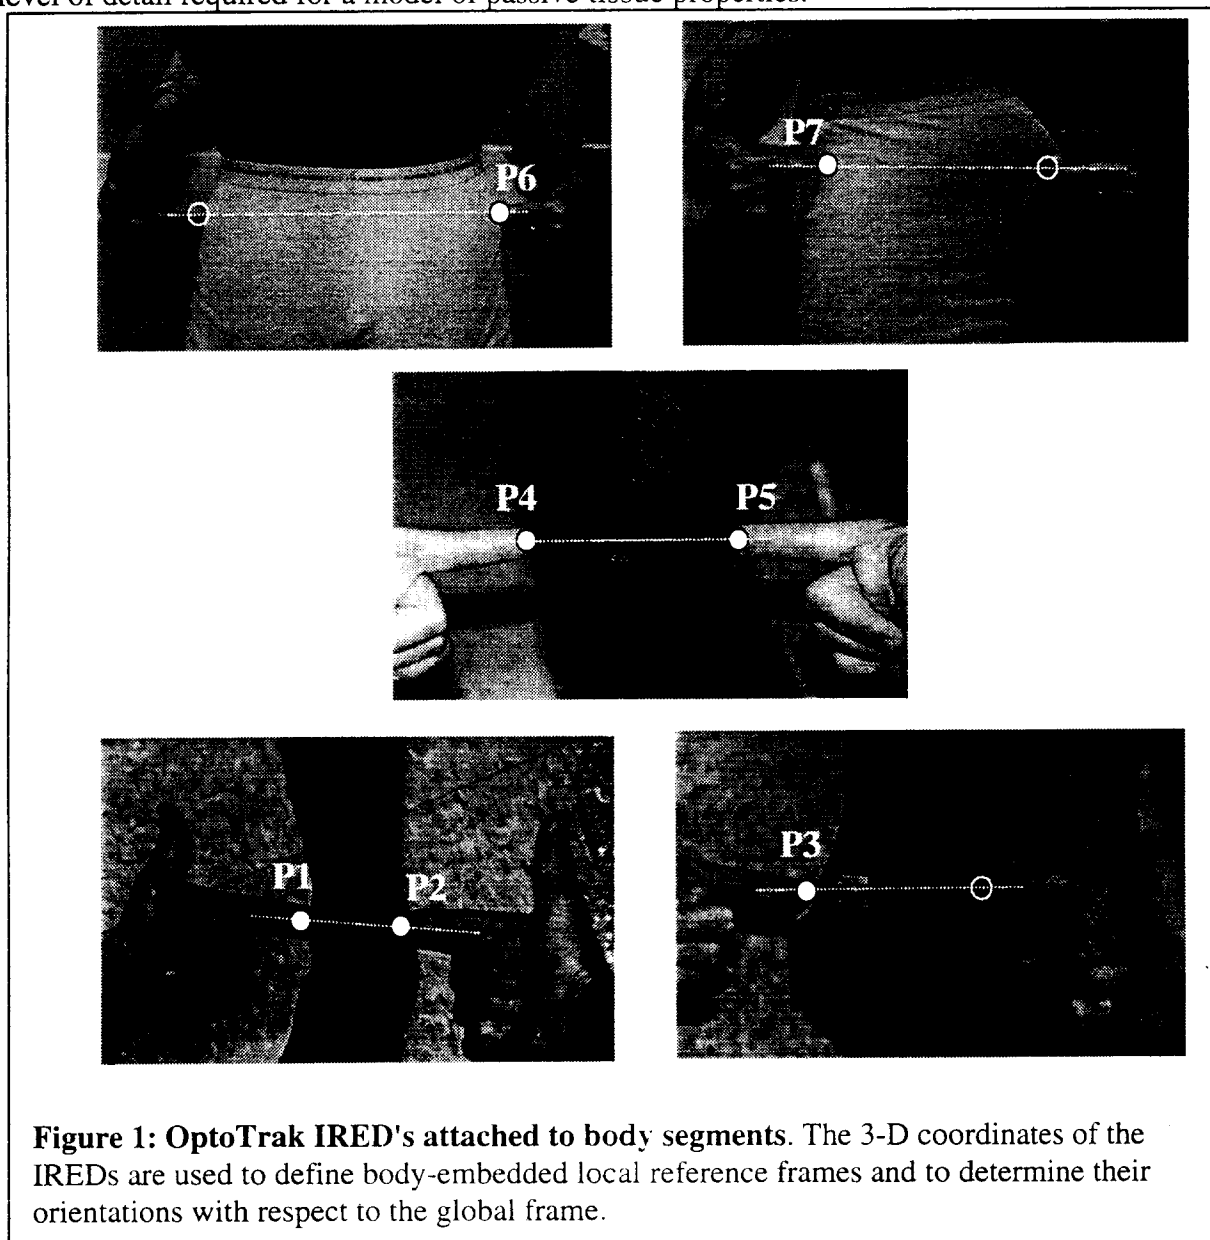 level of detail required for a model of passive tissue properties.
P6
P7
P4
P5
P1
P2
P3
Figure 1: OptoTrak IRED's attached to body segments. The 3-D coordinates of the
IREDs are used to define body-embedded local reference frames and to determine their
orientations with respect to the global frame.